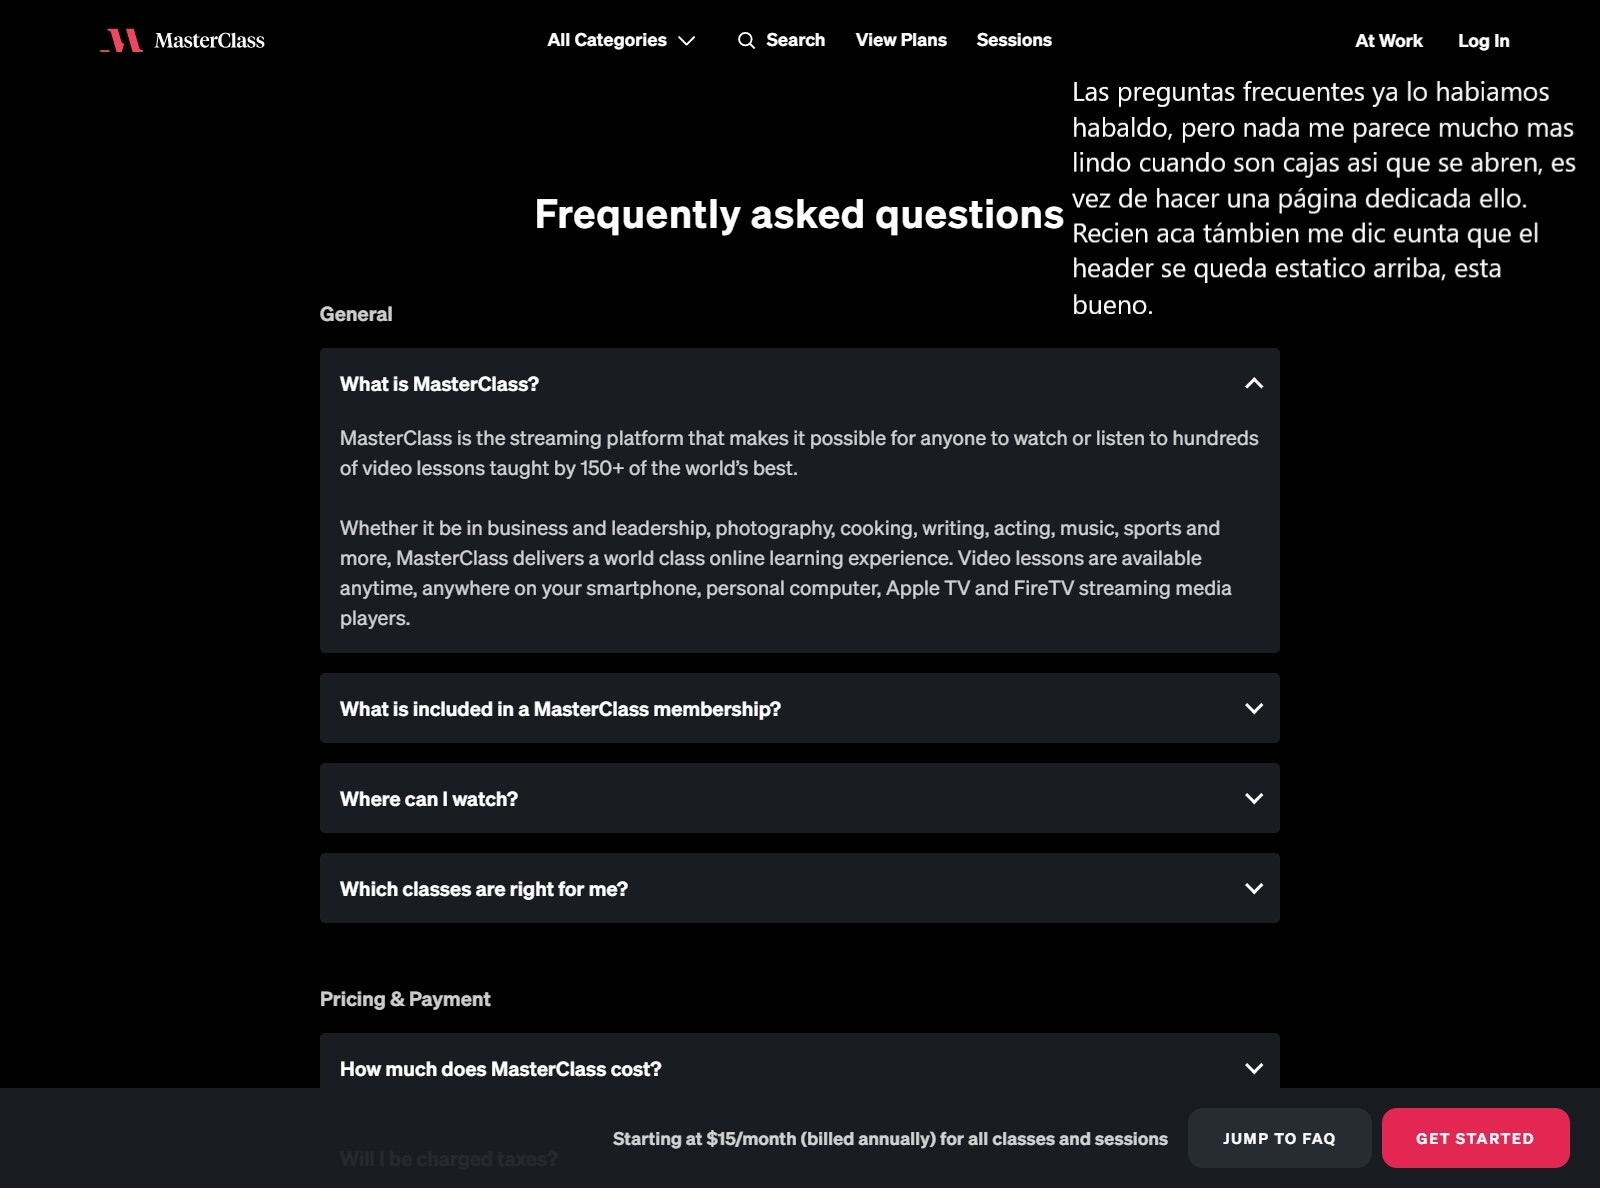 MasterClass
All Categories
Search
View Plans
Sessions
At Work
Log In
Las preguntas frecuentes ya lo habiamos
habaldo, pero nada me parece mucho mas
lindo cuando son cajas asi que se abren, es
vez de hacer una página dedicada ello.
Recien aca támbien me dic eunta que el
header se queda estatico arriba, esta
bueno.
Frequently asked questions
General
What is MasterClass?
MasterClass is the streaming platform that makes it possible for anyone to watch or listen to hundreds
of video lessons taught by 150+ of the world's best.
Whether it be in business and leadership, photography, cooking, writing, acting, music, sports and
more, MasterClass delivers a world class online learning experience. Video lessons are available
anytime, anywhere on your smartphone, personal computer, Apple TV and FireTV streaming media
players.
What is included in a MasterClass membership?
Where can I watch?
Which classes are right for me?
Pricing & Payment
How much does MasterClass cost?
Starting at $15/month (billed annually) for all classes and sessions
JUMP TO FAQ
GET STARTED
Will I be charged taxes?